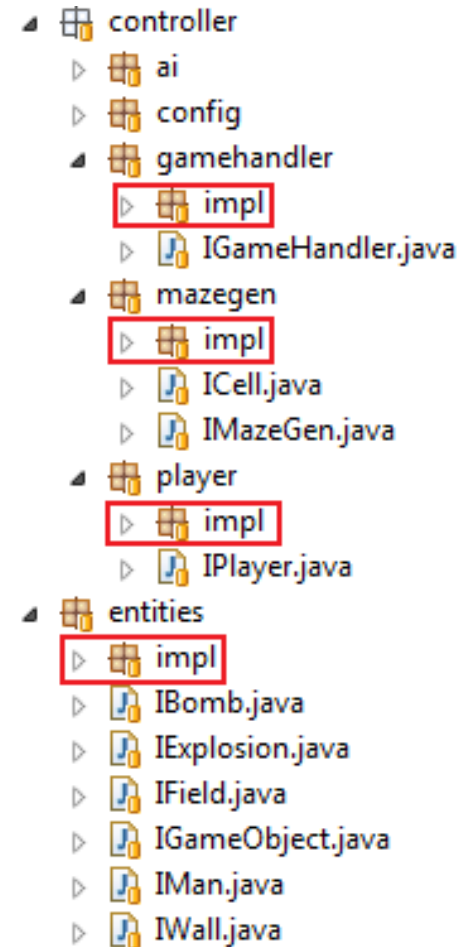 controller
ai
config
gamehandler
impl
IGameHandler.java
mazegen
impl
ICell.java
IMazeGen.java
player
impl
IPlayer.java
entities
impl
IBomb.java
IExplosion.java
IField.java
IGameObject.java
IMan.java
IWall.java